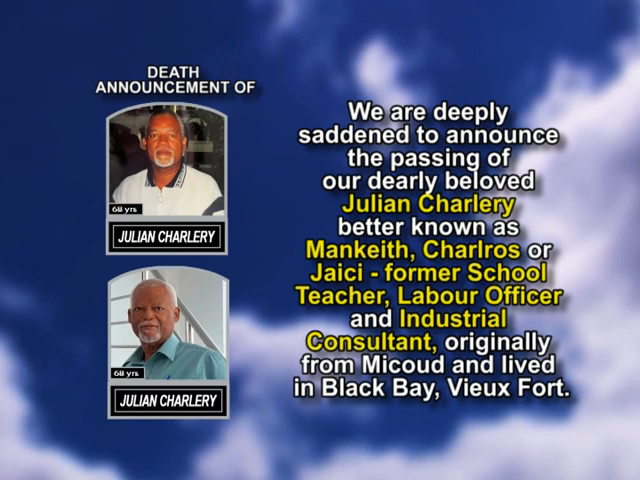 DEATH
ANNOUNCEMENT OF
68 yrs
JULIAN CHARLERY
68 yrs
JULIAN CHARLERY
We are deeply
saddened to announce
the passing of
our dearly beloved
Julian Charlery
better known as
Mankeith, Charlros or
Jaici - former School
Teacher, Labour Officer
and Industrial
Consultant, originally
from Micoud and lived
in Black Bay, Vieux Fort.